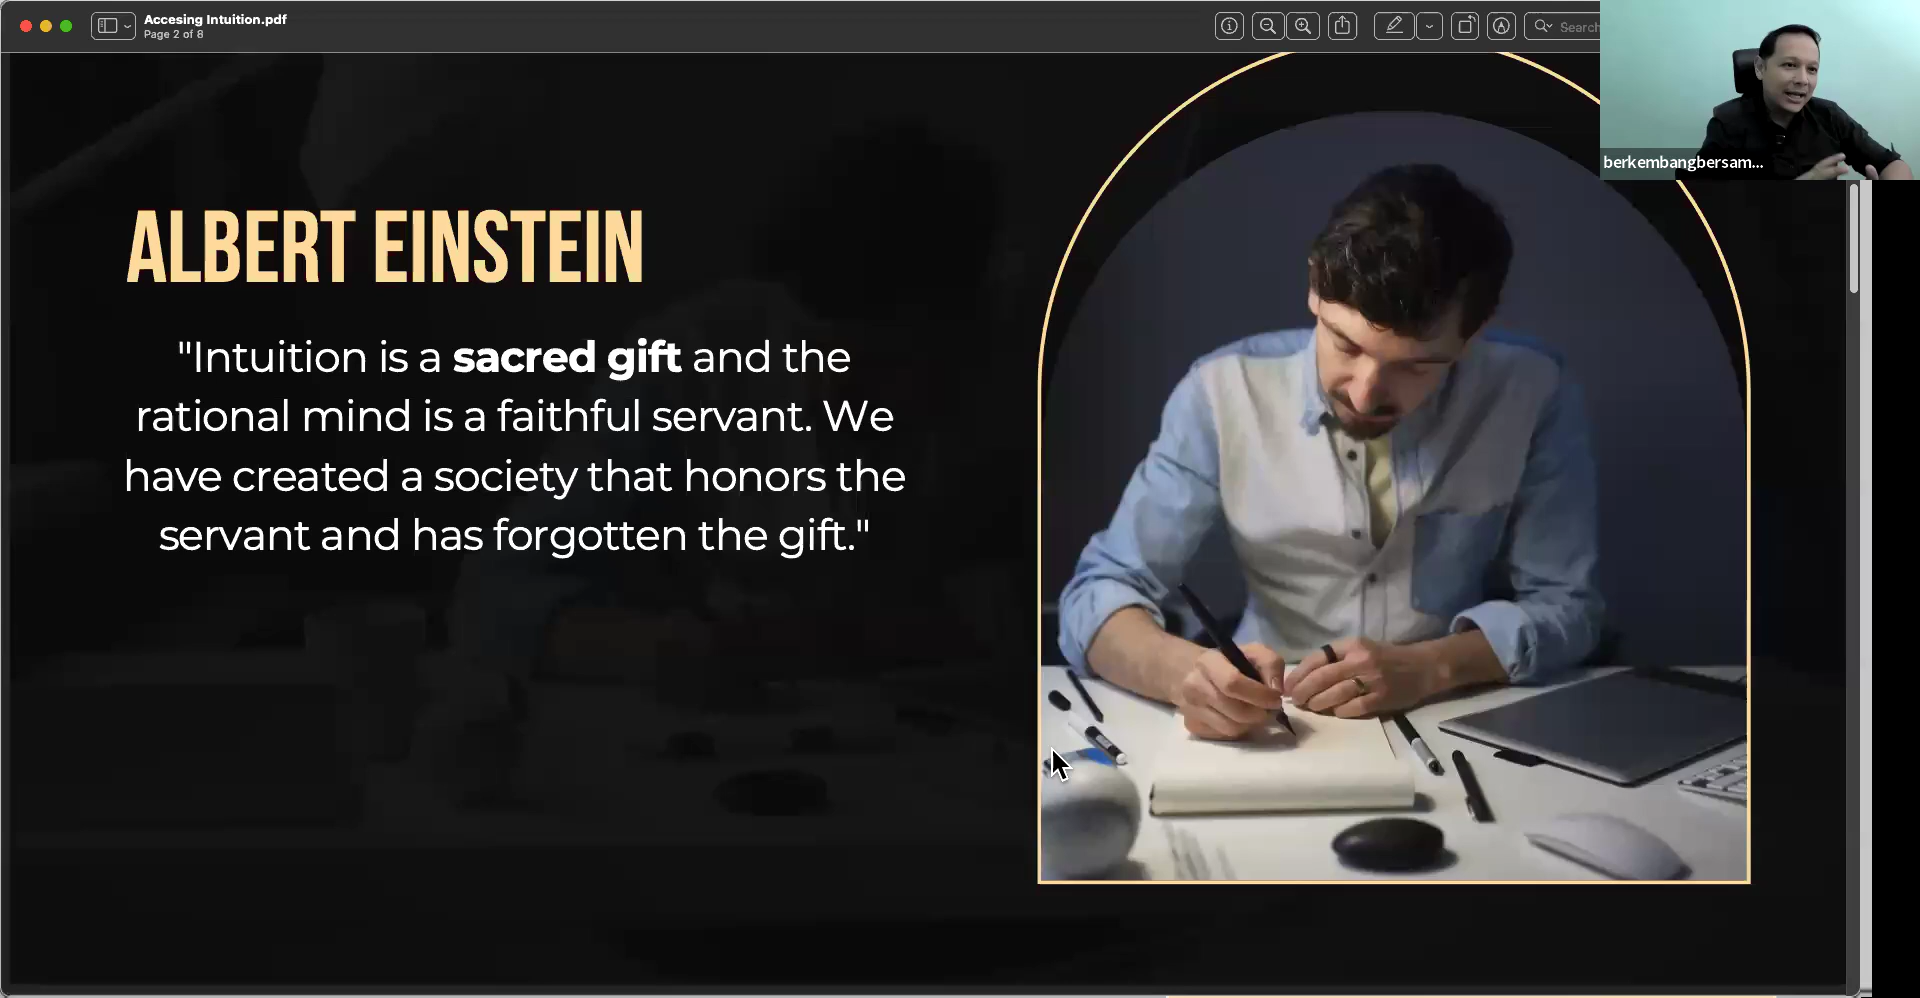 Accesing Intuition.pdf
Page 2 of 8
Search
berkembangbersam...
ALBERT EINSTEIN
"Intuition is a sacred gift and the
rational mind is a faithful servant. We
have created a society that honors the
servant and has forgotten the gift."